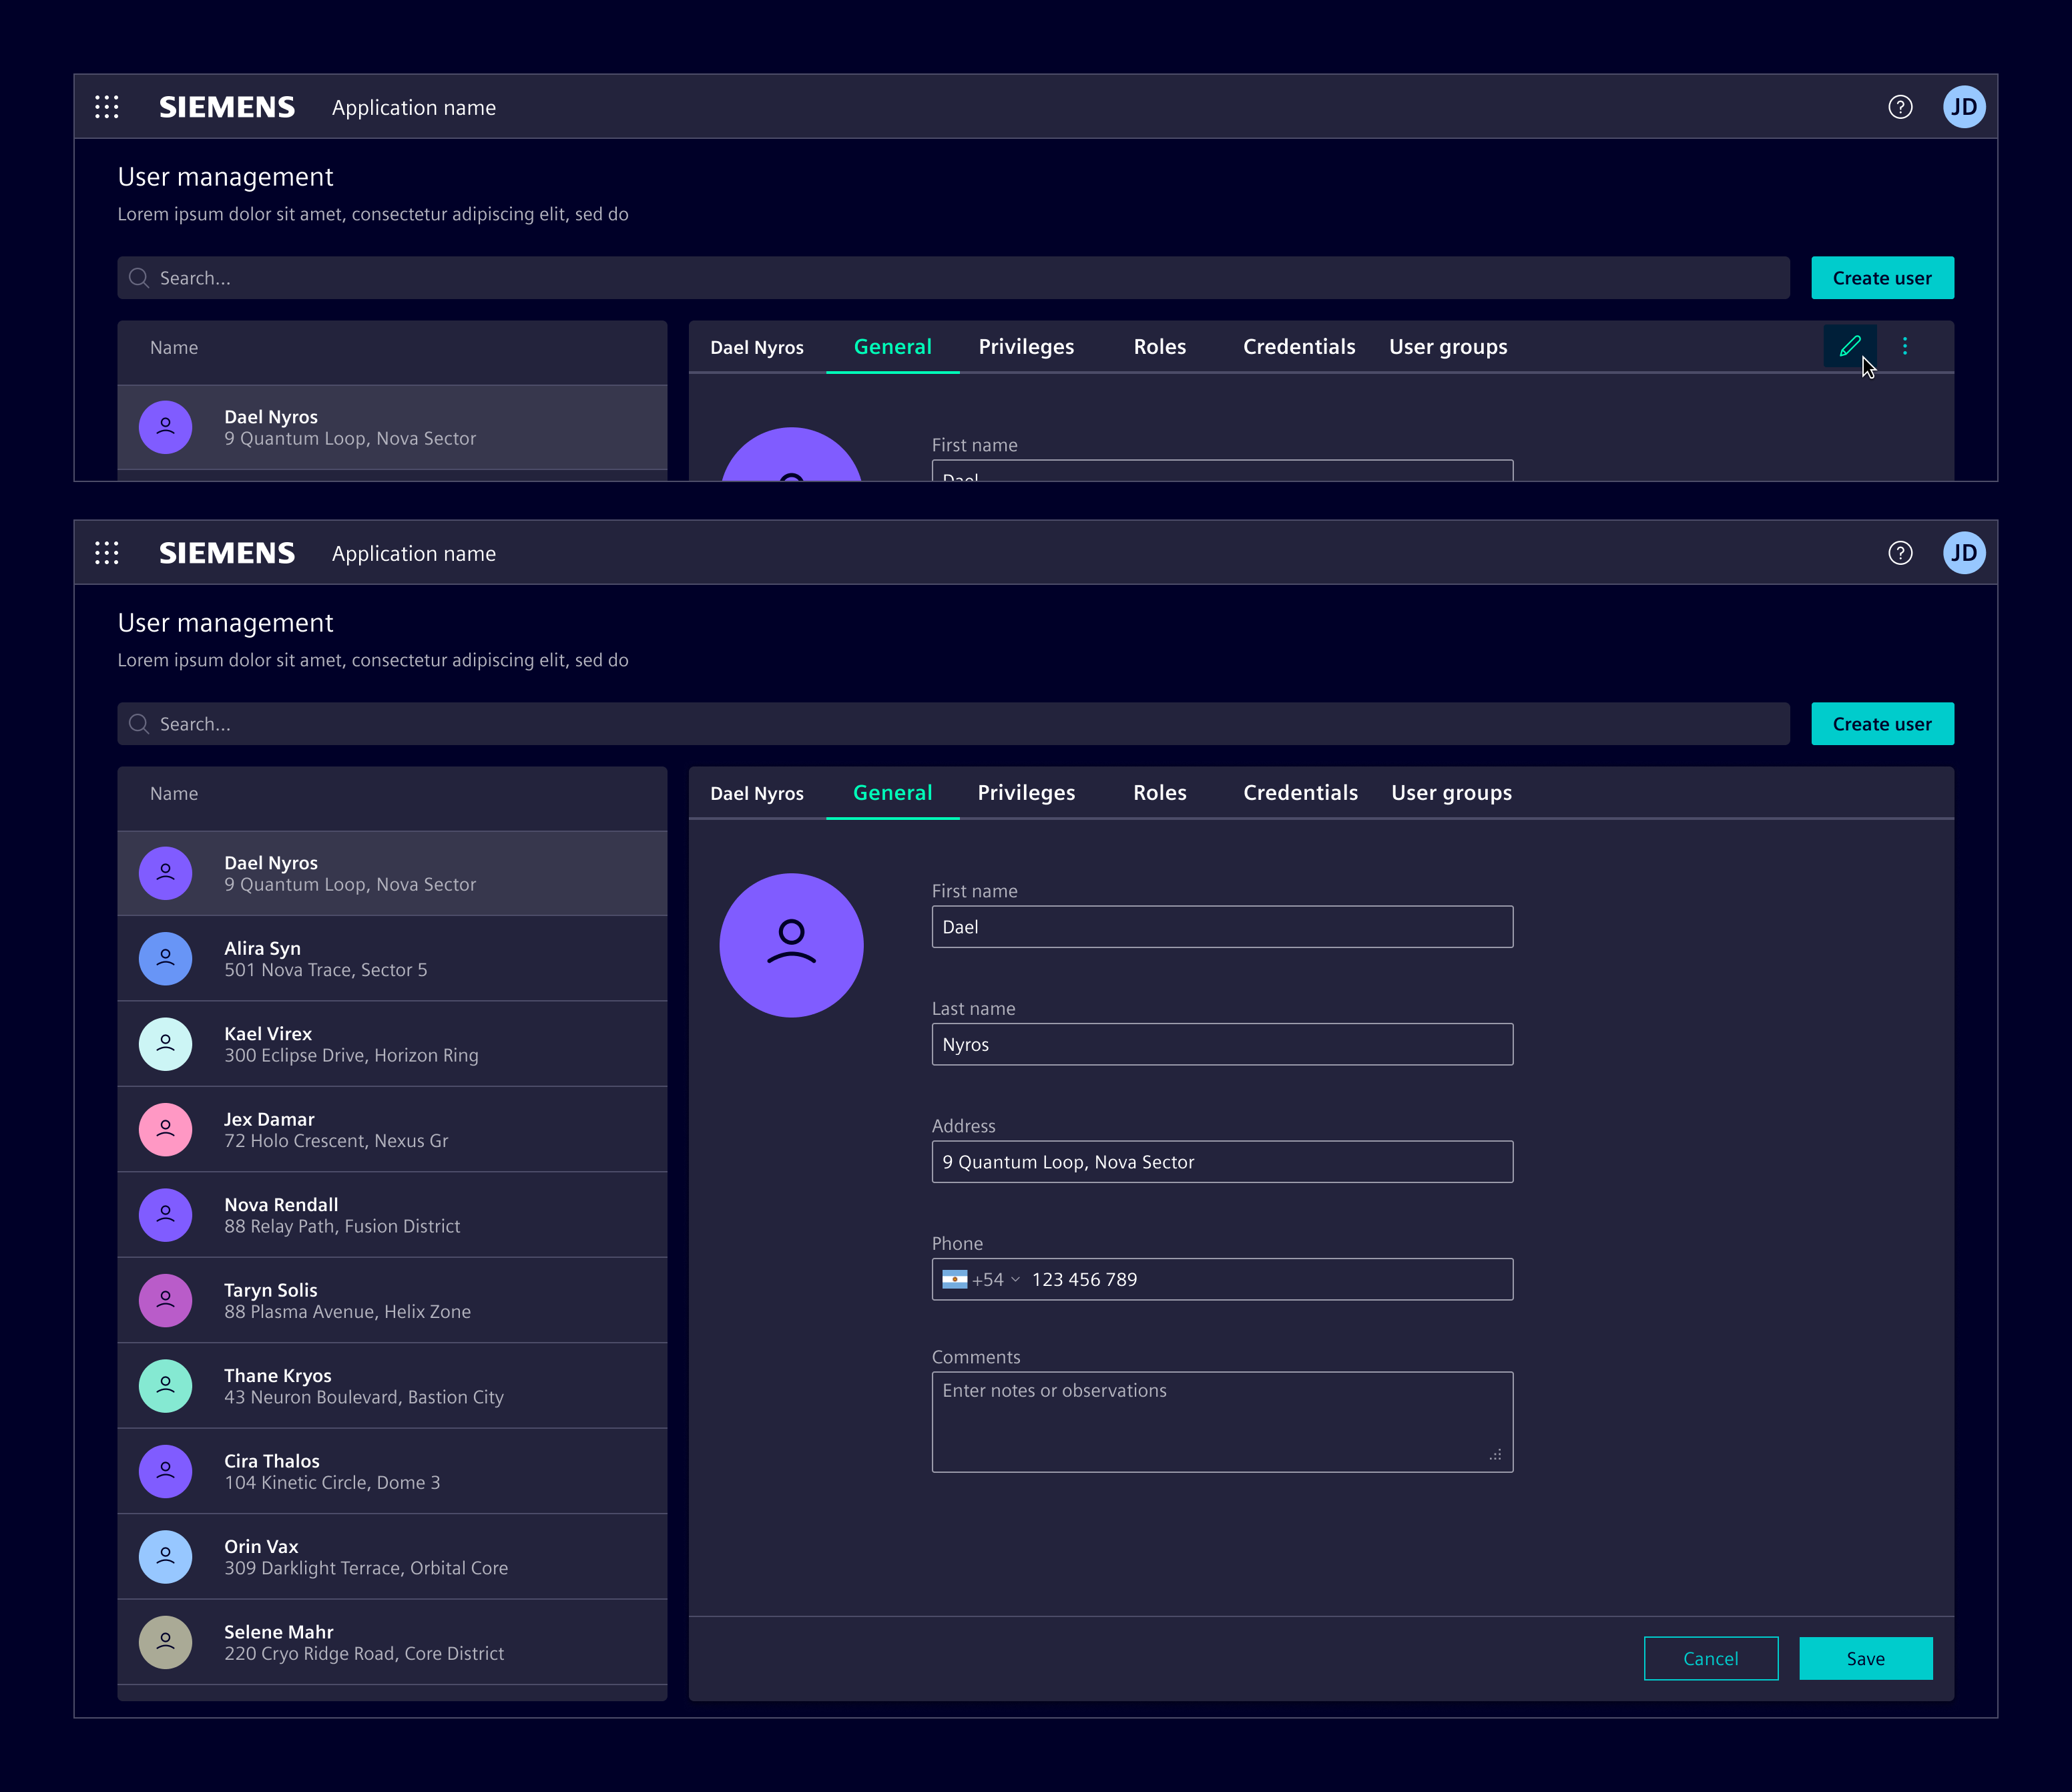 SIEMENS Application name ? JD
User management
Lorem ipsum dolor sit amet, consectetur adipiscing elit, sed do
Search... Create user
Name
Dael Nyros General Privileges Roles Credentials User groups
Dael Nyros
9 Quantum Loop, Nova Sector
First name
Dael
SIEMENS Application name ? JD
User management
Lorem ipsum dolor sit amet, consectetur adipiscing elit, sed do
Search... Create user
Name
Dael Nyros
9 Quantum Loop, Nova Sector
Alira Syn
501 Nova Trace, Sector 5
Kael Virex
300 Eclipse Drive, Horizon Ring
Jex Damar
72 Holo Crescent, Nexus Gr
Nova Rendall
88 Relay Path, Fusion District
Taryn Solis
88 Plasma Avenue, Helix Zone
Thane Kryos
43 Neuron Boulevard, Bastion City
Cira Thalos
104 Kinetic Circle, Dome 3
Orin Vax
309 Darklight Terrace, Orbital Core
Selene Mahr
220 Cryo Ridge Road, Core District
Dael Nyros General Privileges Roles Credentials User groups
First name
Dael
Last name
Nyros
Address
9 Quantum Loop, Nova Sector
Phone
+54 123 456 789
Comments
Enter notes or observations
Cancel Save